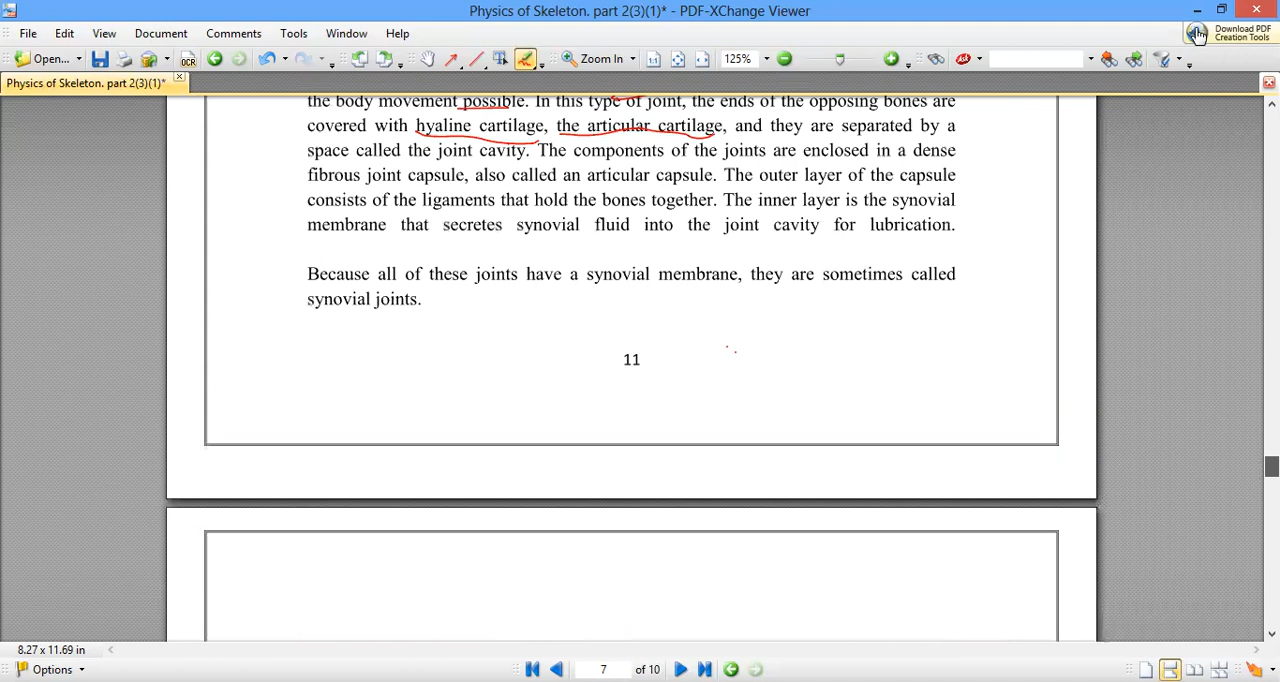 Physics of Skeleton. part 2(3)(1)* - PDF-XChange Viewer
File Edit View Document Comments Tools Window Help
Download PDF
Creation Tools
Open... OCR Zoom In 125%
Physics of Skeleton. part 2(3)(1)*
the body movement possible. In this type of joint, the ends of the opposing bones are
covered with hyaline cartilage, the articular cartilage, and they are separated by a
space called the joint cavity. The components of the joints are enclosed in a dense
fibrous joint capsule, also called an articular capsule. The outer layer of the capsule
consists of the ligaments that hold the bones together. The inner layer is the synovial
membrane that secretes synovial fluid into the joint cavity for lubrication.
Because all of these joints have a synovial membrane, they are sometimes called
synovial joints.
11
8.27 x 11.69 in
Options 7 of 10